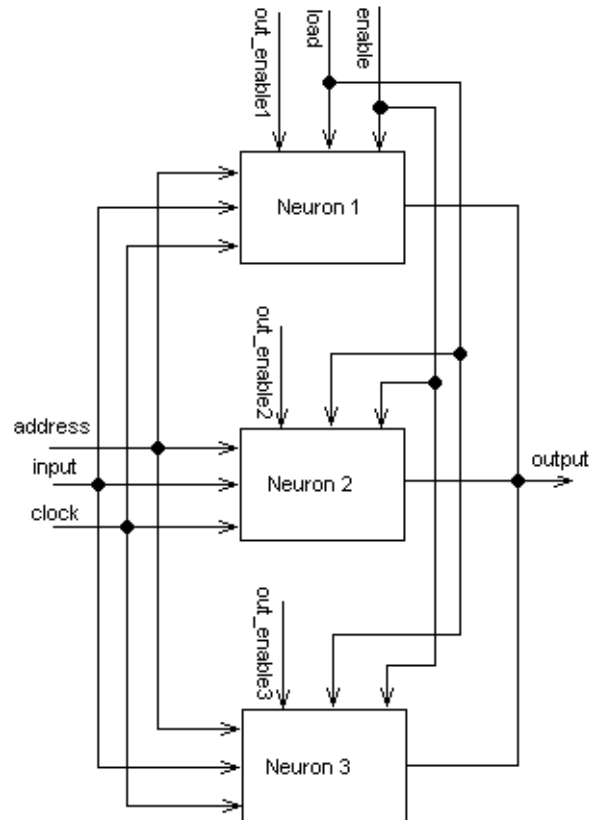 out_enable1
load
enable
Neuron 1
out_enable2
address
input
clock
Neuron 2
output
out_enable3
Neuron 3